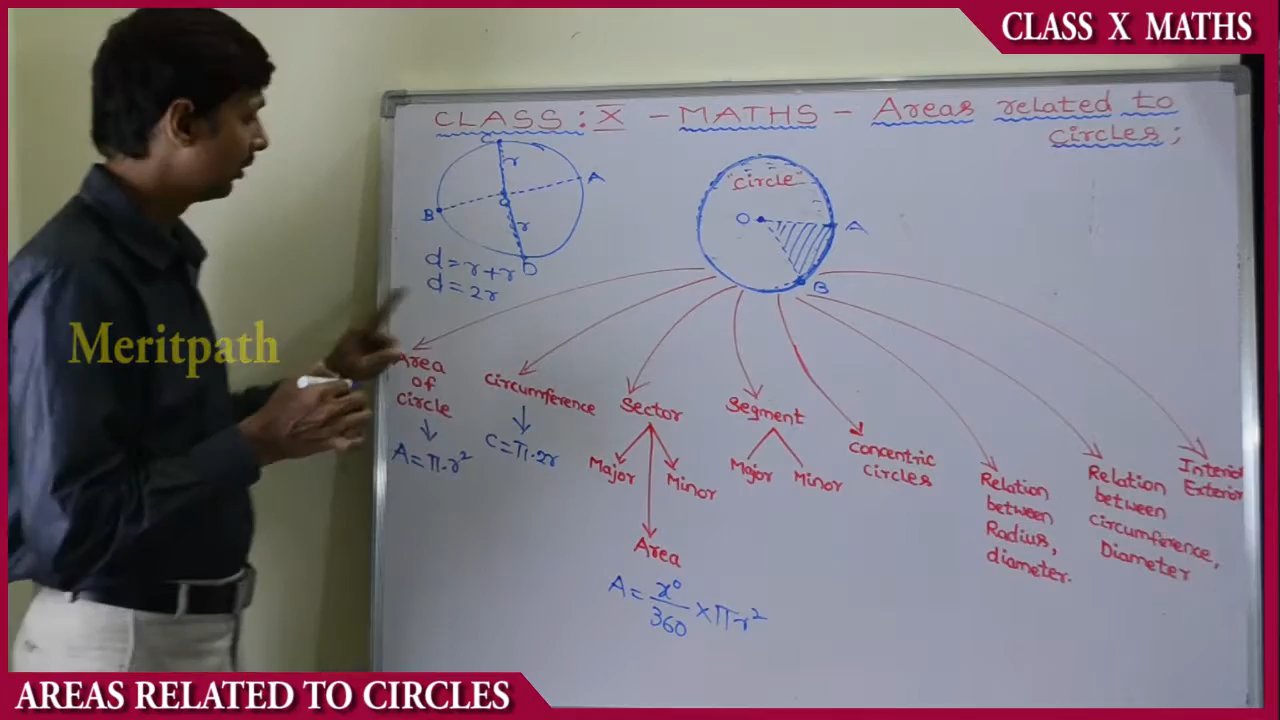 CLASS X MATHS
CLASS: X - MATHS - Areas related to
circles;
C
r
A
O
B
r
D
d = r + r
d = 2r
"circle"
O
A
B
Meritpath
Area
of
circle
A = π.r²
circumference
C = π.2r
Sector
Major
Minor
Area
A = x°/360 × πr²
Segment
Major
Minor
Concentric
circles
Relation
between
Radius,
diameter.
Relation
between
circumference,
Diameter
Interior
Exterior
AREAS RELATED TO CIRCLES